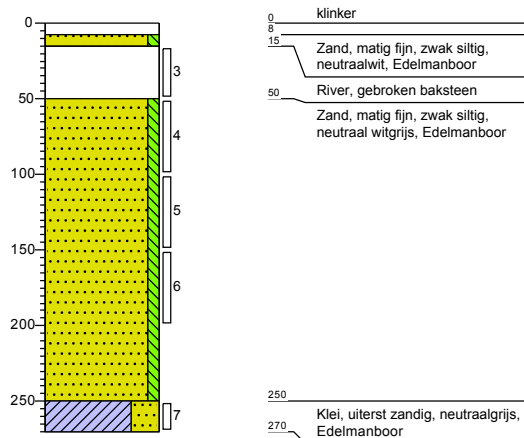 0
50
100
150
200
250
3
4
5
6
7
0
klinker
8
15
Zand, matig fijn, zwak siltig,
neutraalwit, Edelmanboor
50
River, gebroken baksteen
Zand, matig fijn, zwak siltig,
neutraal witgrijs, Edelmanboor
250
Klei, uiterst zandig, neutraalgrijs,
270
Edelmanboor